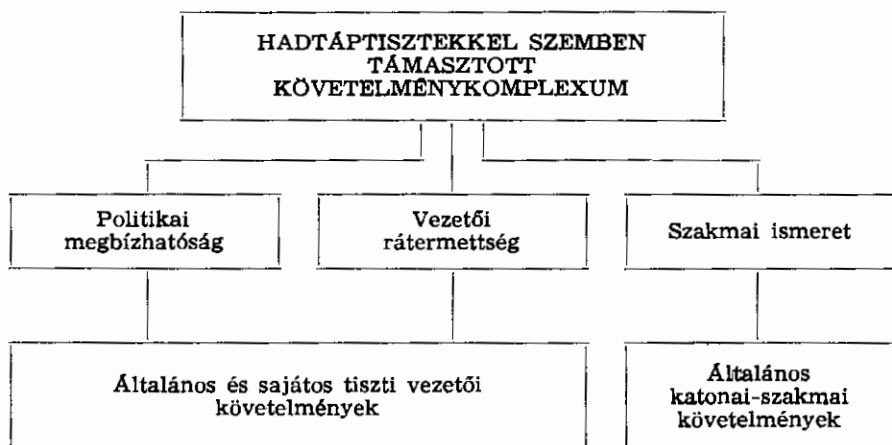 HADTÁPTISZTEKKEL SZEMBEN
TÁMASZTOTT
KÖVETELMÉNYKOMPLEXUM
Politikai
megbízhatóság
Vezetői
rátermettség
Szakmai ismeret
Általános és sajátos tiszti vezetői
követelmények
Általános
katonai-szakmai
követelmények